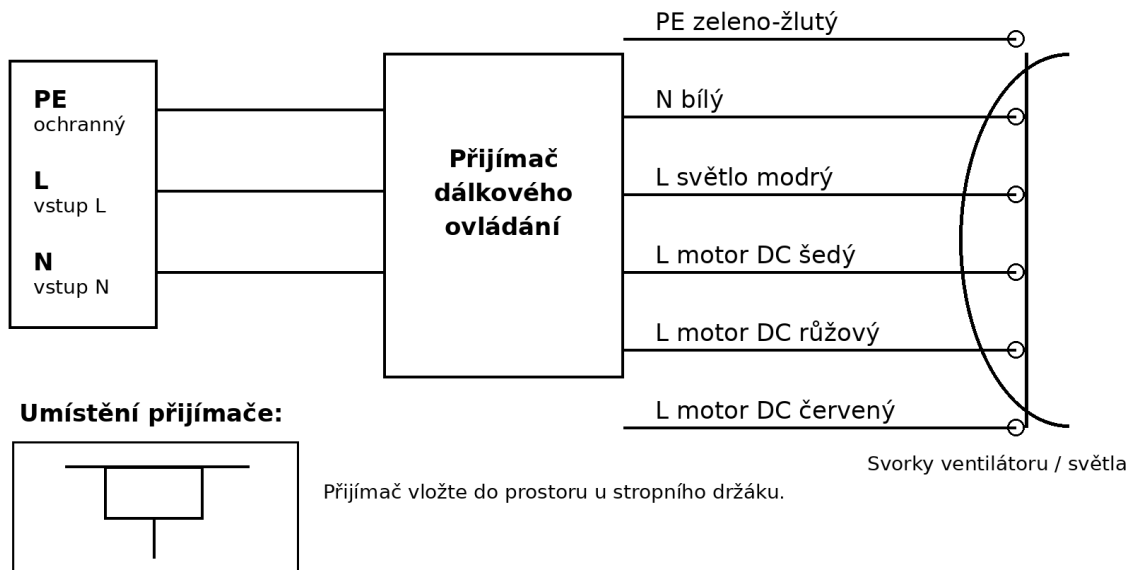 PE
ochranný
L
vstup L
N
vstup N
Přijímač
dálkového
ovládání
PE zeleno-žlutý
N bílý
L světlo modrý
L motor DC šedý
L motor DC růžový
L motor DC červený
Svorky ventilátoru / světla
Umístění přijímače:
Přijímač vložte do prostoru u stropního držáku.